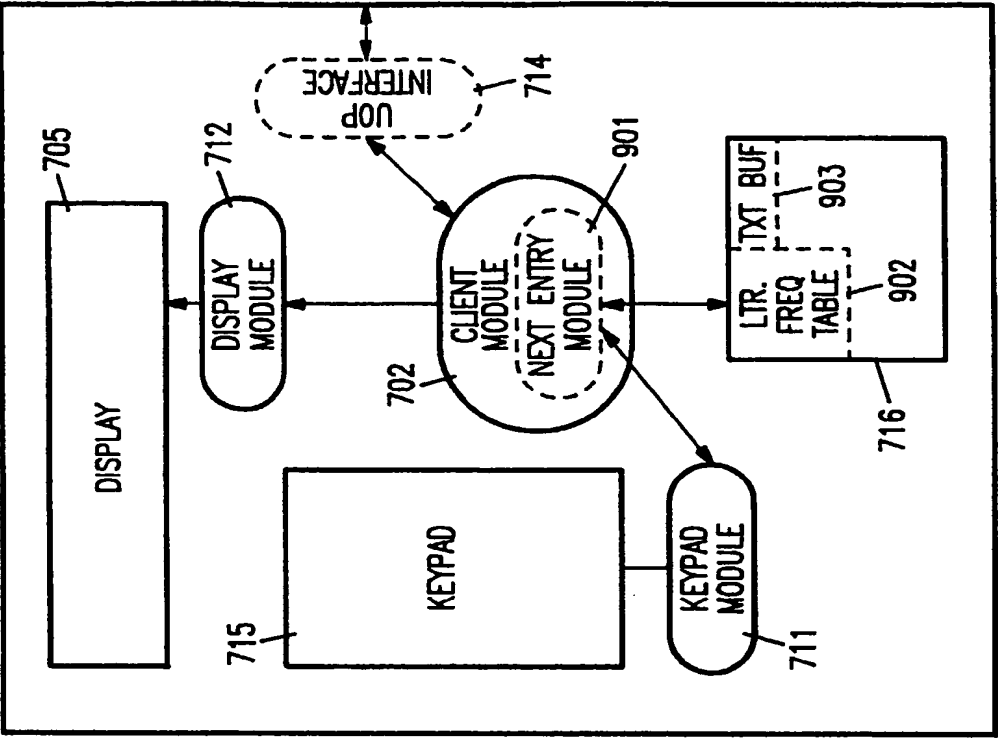 705
DISPLAY
712
DISPLAY
MODULE
UOP
INTERFACE
714
702
CLIENT
MODULE
NEXT ENTRY
MODULE
901
715
KEYPAD
KEYPAD
MODULE
711
LTR.
FREQ
TABLE
902
TXT BUF
903
716